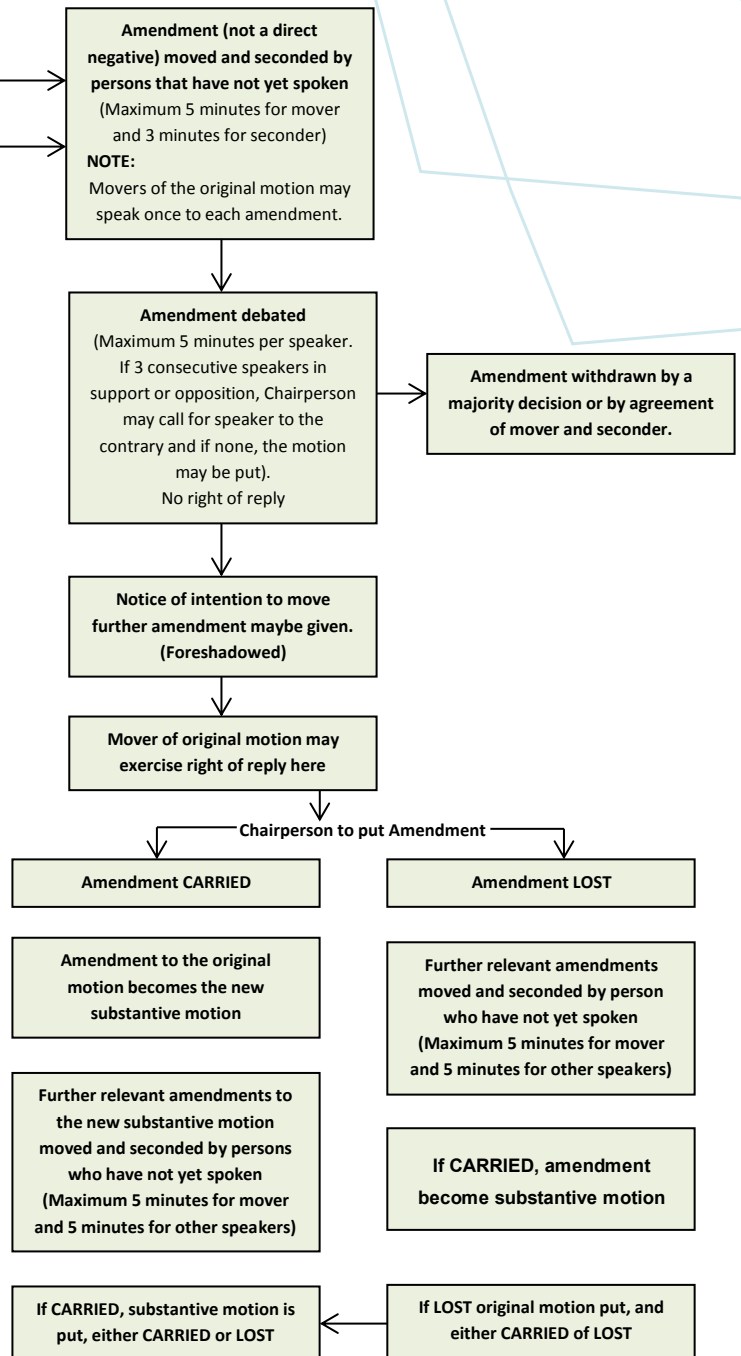 Amendment (not a direct
negative) moved and seconded by
persons that have not yet spoken
(Maximum 5 minutes for mover
and 3 minutes for seconder)
NOTE:
Movers of the original motion may
speak once to each amendment.
Amendment debated
(Maximum 5 minutes per speaker.
If 3 consecutive speakers in
support or opposition, Chairperson
may call for speaker to the
contrary and if none, the motion
may be put).
No right of reply
Amendment withdrawn by a
majority decision or by agreement
of mover and seconder.
Notice of intention to move
further amendment maybe given.
(Foreshadowed)
Mover of original motion may
exercise right of reply here
Chairperson to put Amendment
Amendment CARRIED
Amendment to the original
motion becomes the new
substantive motion
Further relevant amendments to
the new substantive motion
moved and seconded by persons
who have not yet spoken
(Maximum 5 minutes for mover
and 5 minutes for other speakers)
If CARRIED, substantive motion is
put, either CARRIED or LOST
Amendment LOST
Further relevant amendments
moved and seconded by person
who have not yet spoken
(Maximum 5 minutes for mover
and 5 minutes for other speakers)
If CARRIED, amendment
become substantive motion
If LOST original motion put, and
either CARRIED of LOST